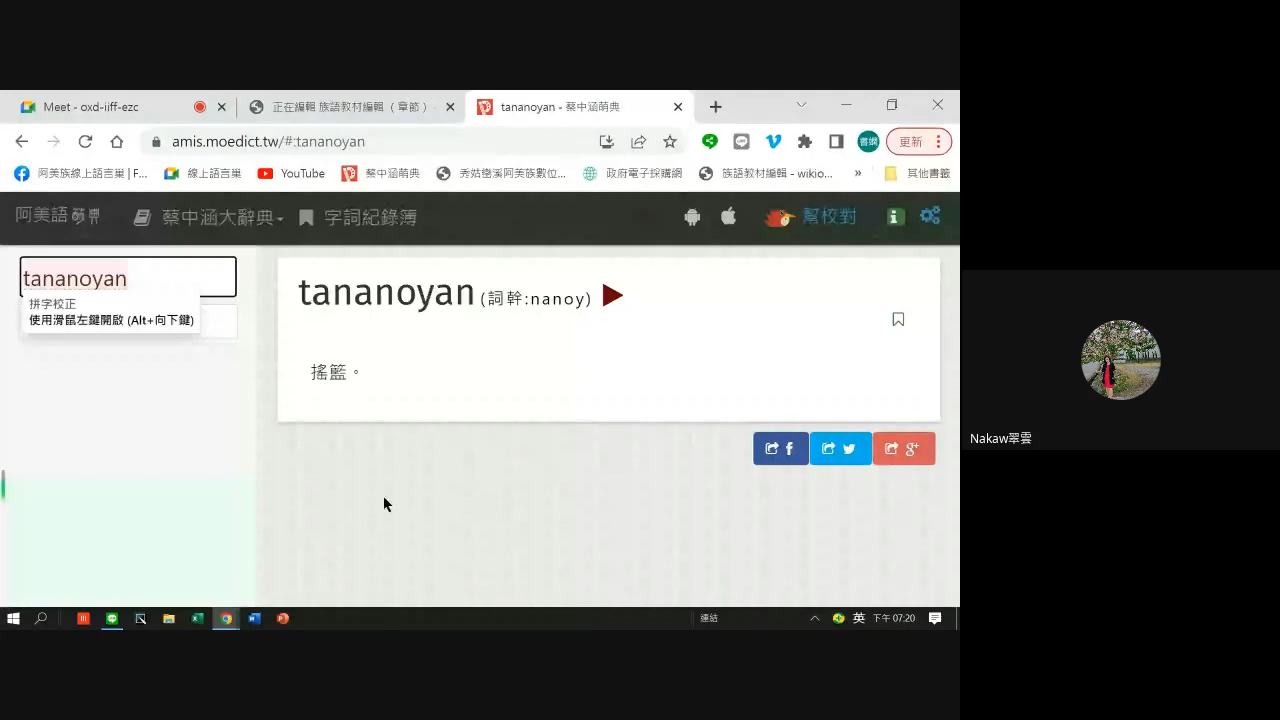 Meet - oxd-iiff-ezc
正在編輯 族語教材編輯 （章節）
tananoyan - 蔡中涵萌典
amis.moedict.tw/#:tananoyan
書嫻
更新
阿美族線上語言巢 | F...
線上語言巢
YouTube
蔡中涵萌典
秀姑巒溪阿美族數位...
政府電子採購網
族語教材編輯 - wikio...
»
其他書籤
阿美語萌典
蔡中涵大辭典
字詞紀錄簿
幫校對
tananoyan
拼字校正
使用滑鼠左鍵開啟 (Alt+向下鍵)
tananoyan (詞幹:nanoy)
搖籃。
Nakaw翠雲
連結
英
下午 07:20